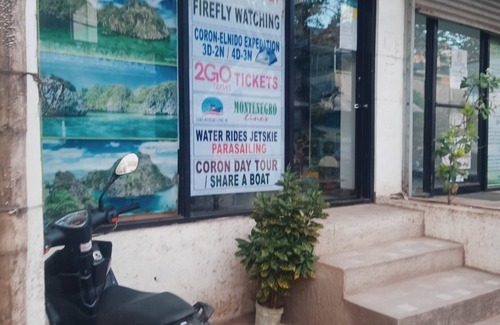 FIREFLY WATCHING
CORON-ELNIDO EXPEDITION
3D-2N / 4D-3N
2GO TICKETS
travel
MONTENEGRO
Lines
WATER RIDES JETSKIE
PARASAILING
CORON DAY TOUR
/ SHARE A BOAT